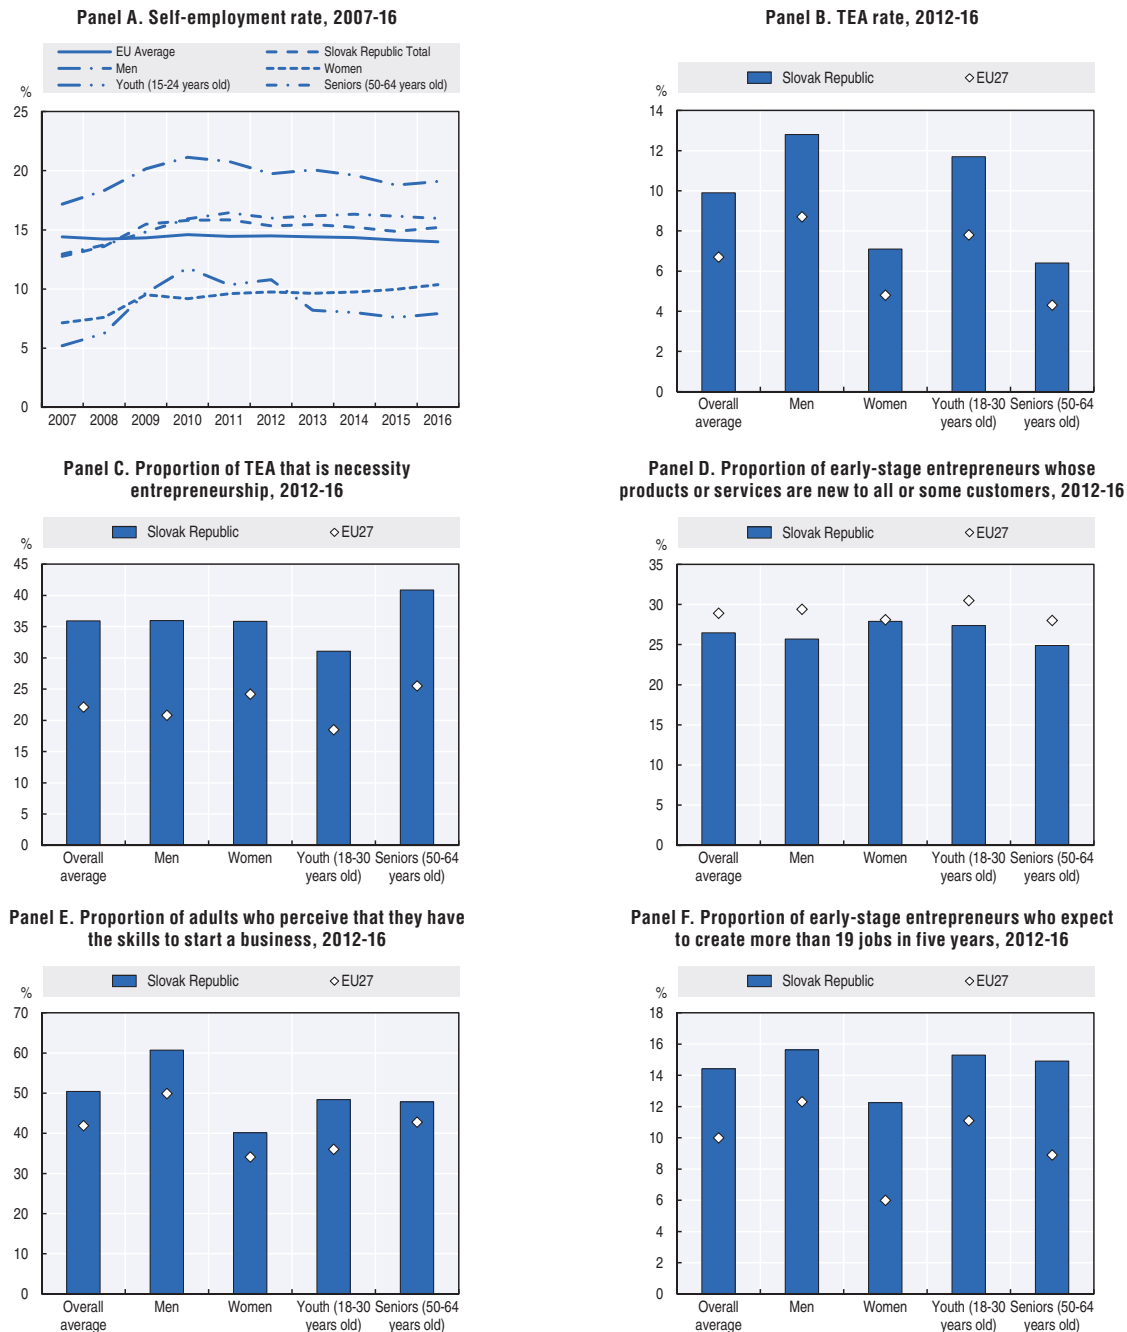 Panel A. Self-employment rate, 2007-16
EU Average
Slovak Republic Total
Men
Women
Youth (15-24 years old)
Seniors (50-64 years old)
%
25
20
15
10
5
0
2007 2008 2009 2010 2011 2012 2013 2014 2015 2016
Panel B. TEA rate, 2012-16
Slovak Republic
EU27
%
14
12
10
8
6
4
2
0
Overall Men Women Youth (18-30 Seniors (50-64
average years old) years old)
Panel C. Proportion of TEA that is necessity
entrepreneurship, 2012-16
Slovak Republic
EU27
%
45
40
35
30
25
20
15
10
5
0
Overall Men Women Youth (18-30 Seniors (50-64
average years old) years old)
Panel D. Proportion of early-stage entrepreneurs whose
products or services are new to all or some customers, 2012-16
Slovak Republic
EU27
%
35
30
25
20
15
10
5
0
Overall Men Women Youth (18-30 Seniors (50-64
average years old) years old)
Panel E. Proportion of adults who perceive that they have
the skills to start a business, 2012-16
Slovak Republic
EU27
%
70
60
50
40
30
20
10
0
Overall Men Women Youth (18-30 Seniors (50-64
average years old) years old)
Panel F. Proportion of early-stage entrepreneurs who expect
to create more than 19 jobs in five years, 2012-16
Slovak Republic
EU27
%
18
16
14
12
10
8
6
4
2
0
Overall Men Women Youth (18-30 Seniors (50-64
average years old) years old)